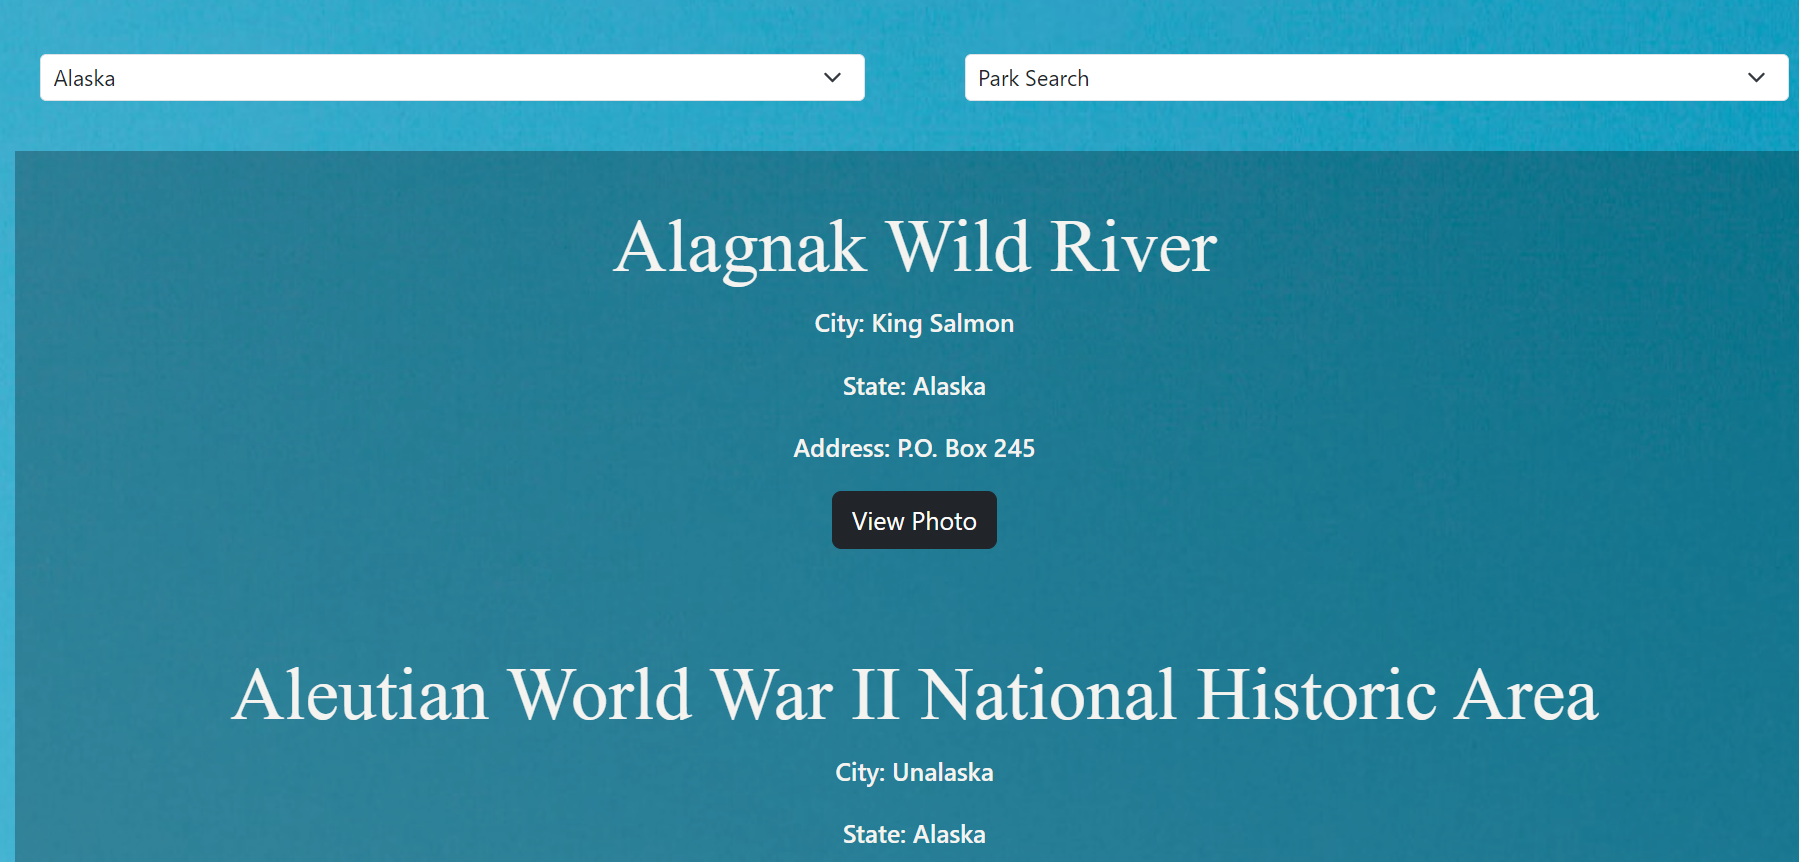 Alaska
Park Search
Alagnak Wild River
City: King Salmon
State: Alaska
Address: P.O. Box 245
View Photo
Aleutian World War II National Historic Area
City: Unalaska
State: Alaska